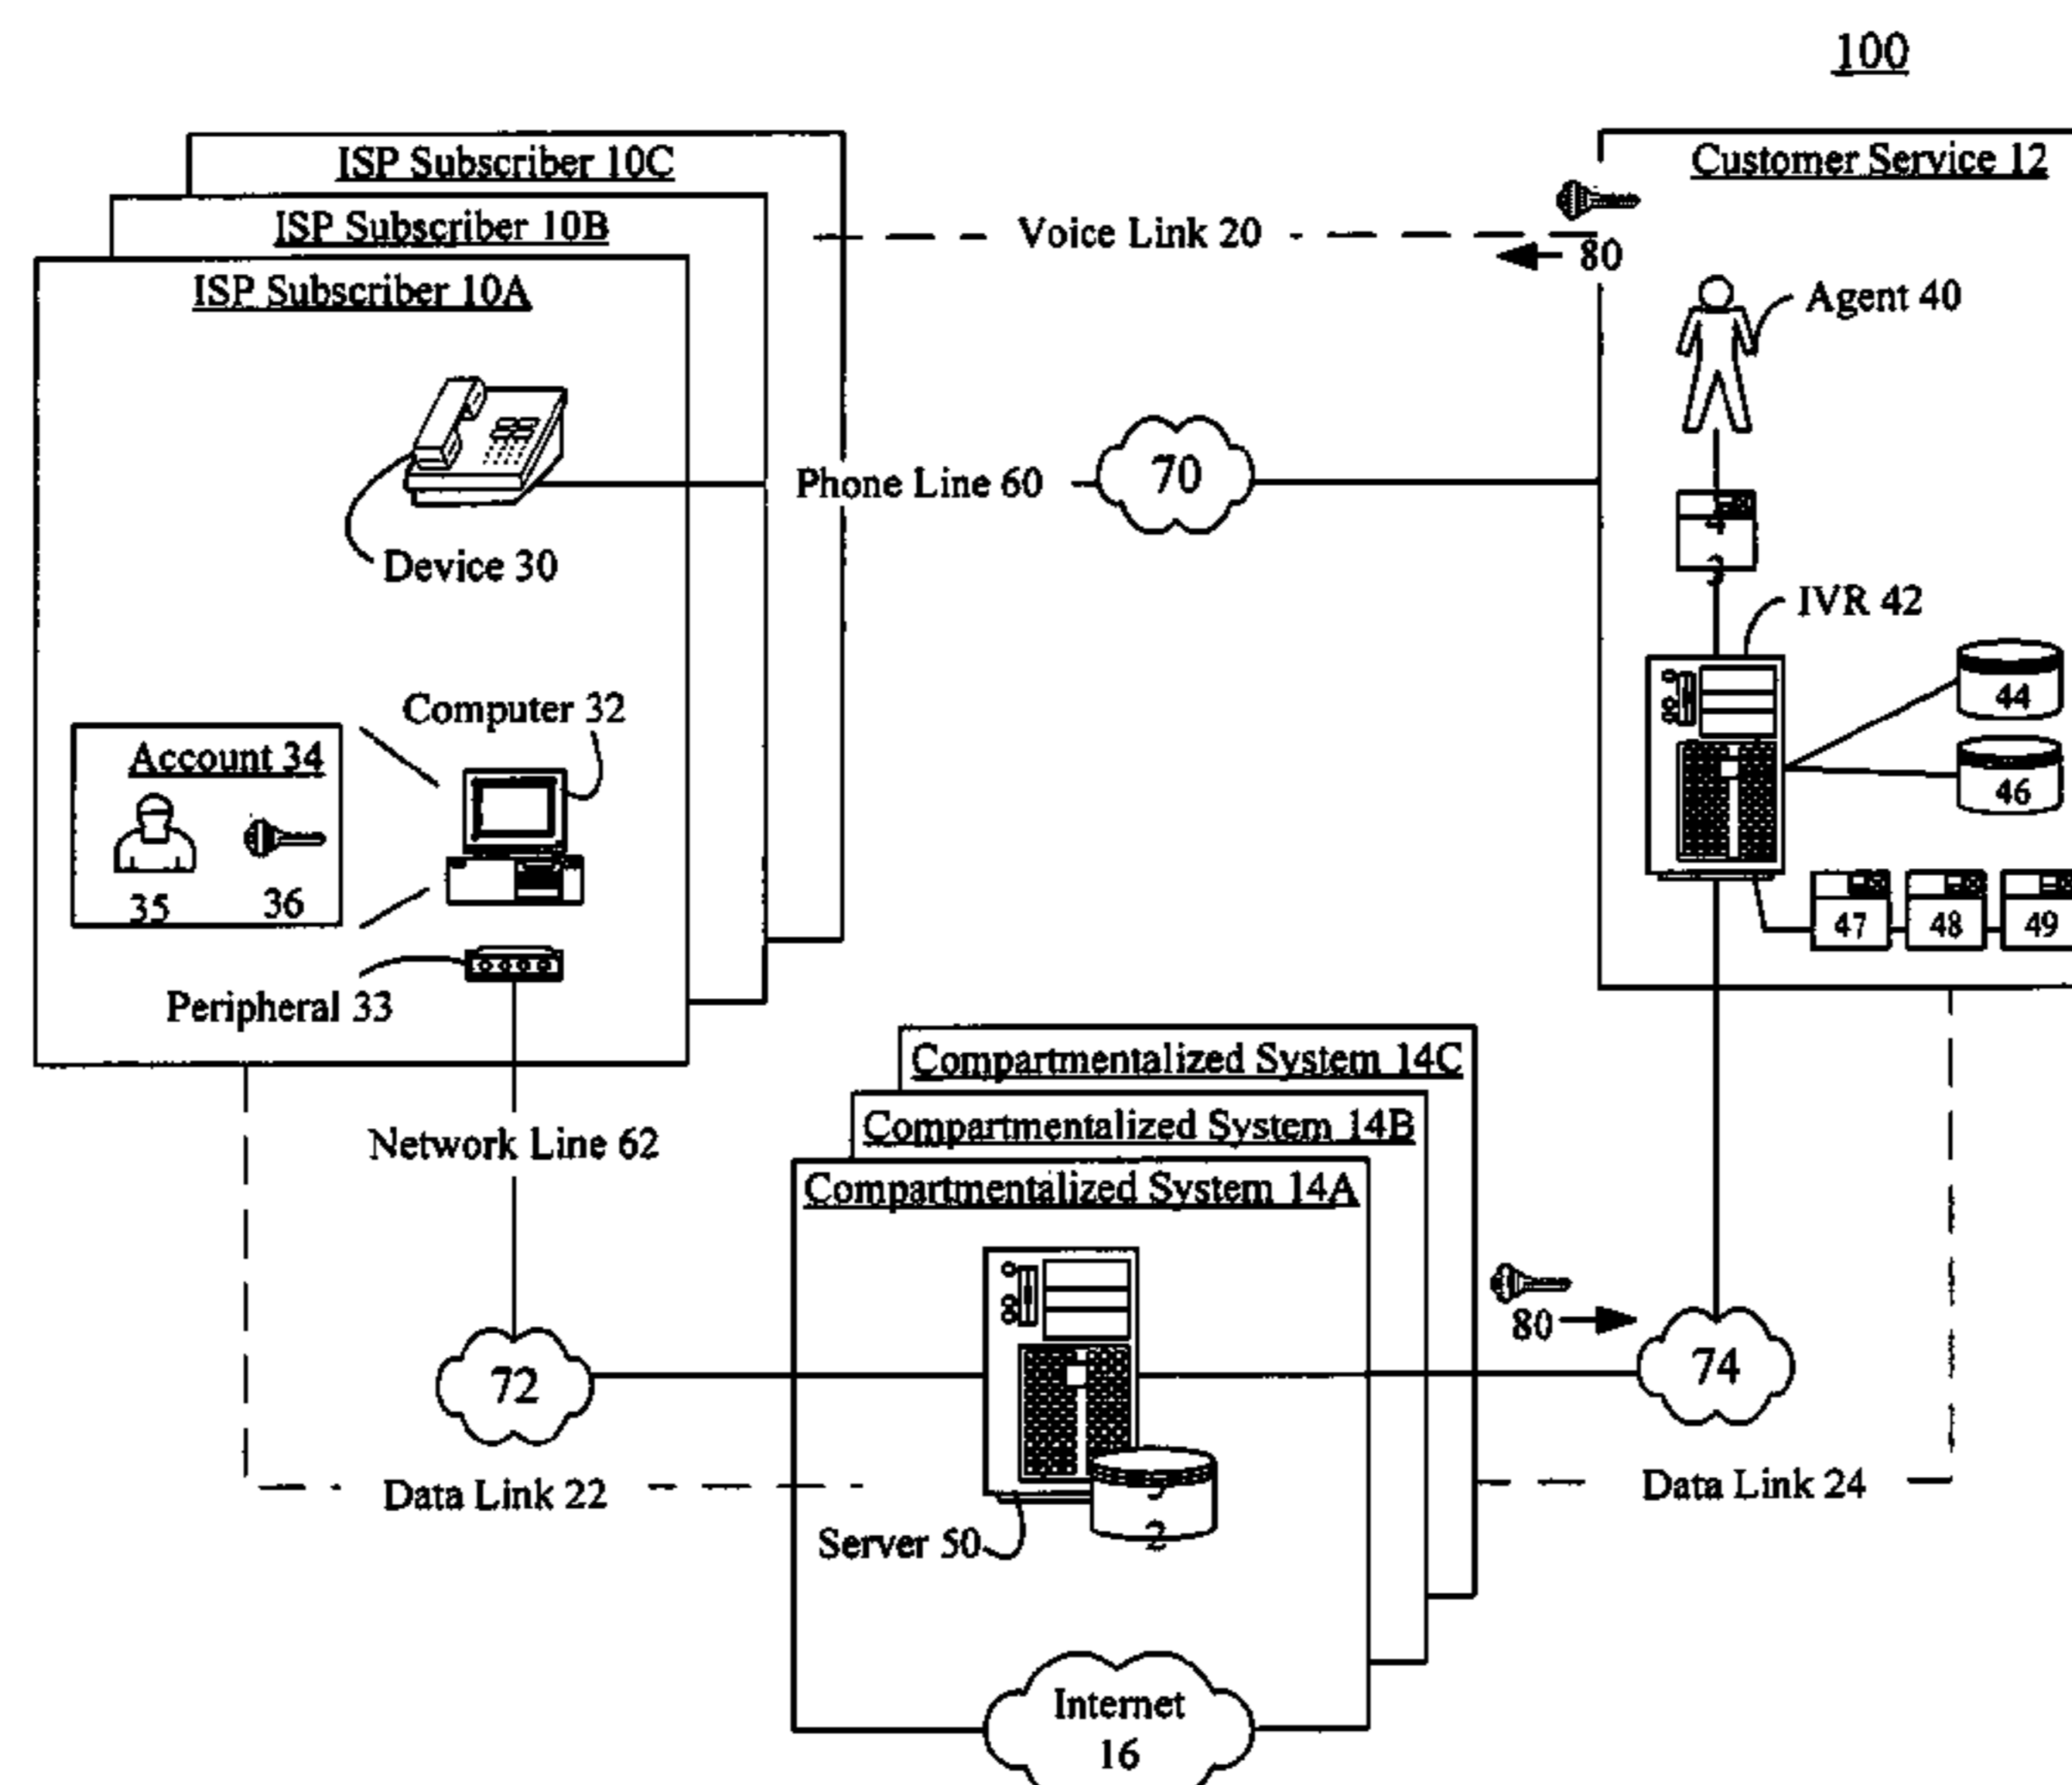 100
ISP Subscriber 10C
Customer Service 12
ISP Subscriber 10B
Voice Link 20
80
ISP Subscriber 10A
Agent 40
Phone Line 60
70
Device 30
IVR 42
44
Computer 32
Account 34
46
35
36
47
48
49
Peripheral 33
Compartmentalized System 14C
Compartmentalized System 14B
Network Line 62
Compartmentalized System 14A
80
72
74
Data Link 22
Data Link 24
2
Server 50
Internet
16